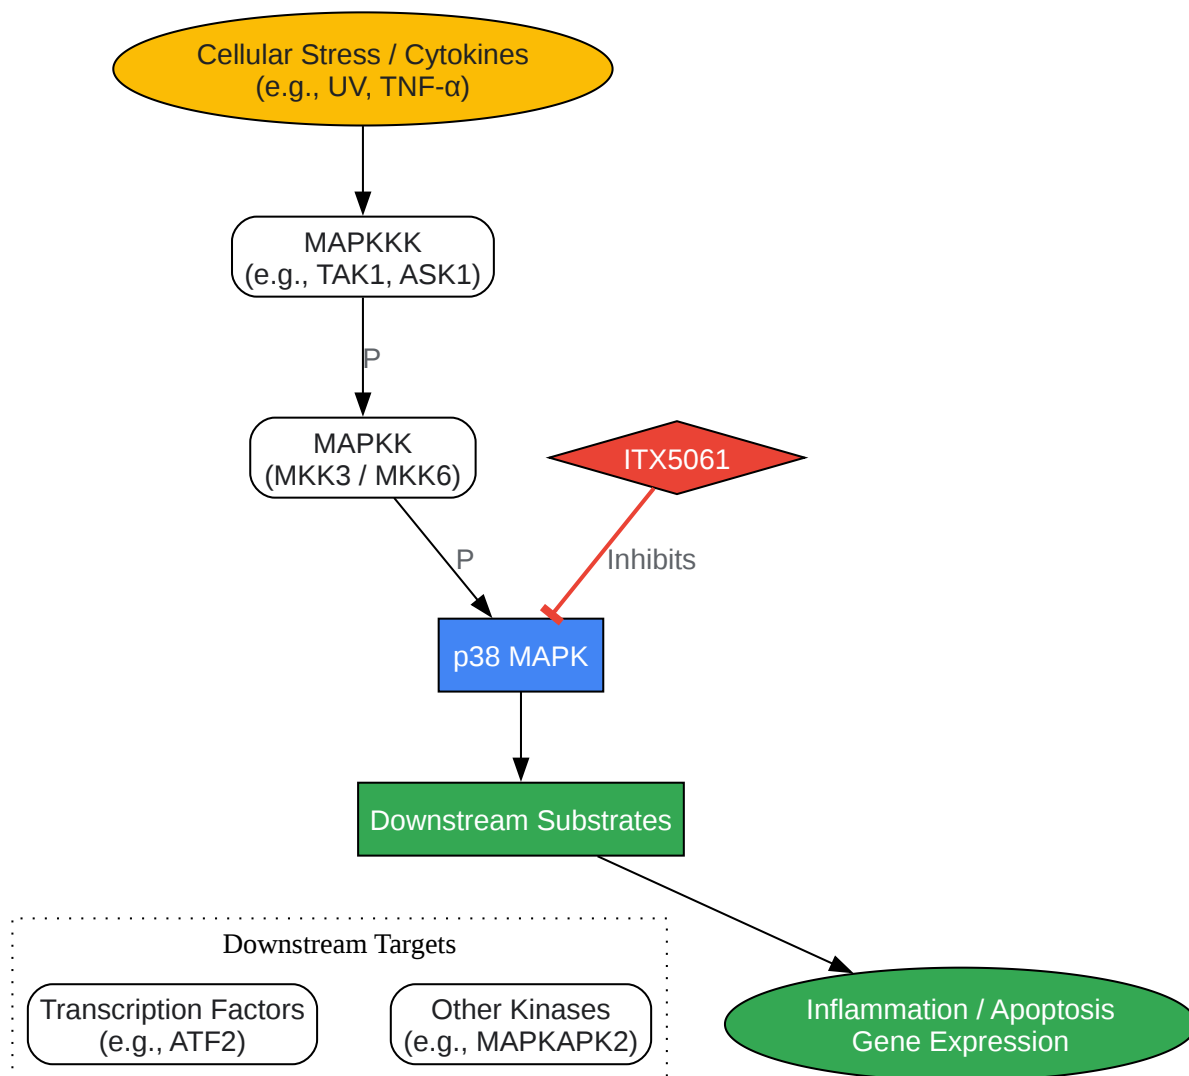 Cellular Stress / Cytokines
(e.g., UV, TNF-α)
MAPKKK
(e.g., TAK1, ASK1)
P
MAPKK
(MKK3 / MKK6)
ITX5061
P
Inhibits
p38 MAPK
Downstream Substrates
Downstream Targets
Transcription Factors
(e.g., ATF2)
Other Kinases
(e.g., MAPKAPK2)
Inflammation / Apoptosis
Gene Expression